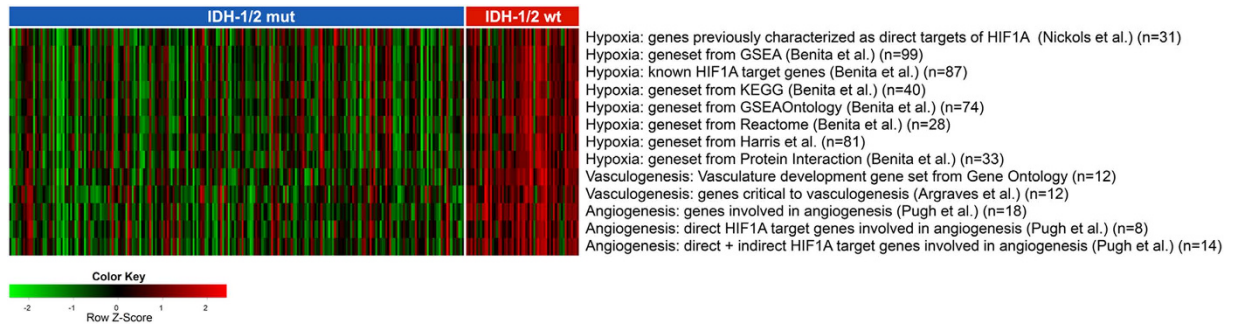 IDH-1/2 mut
IDH-1/2 wt
Hypoxia: genes previously characterized as direct targets of HIF1A (Nickols et al.) (n=31)
Hypoxia: geneset from GSEA (Benita et al.) (n=99)
Hypoxia: known HIF1A target genes (Benita et al.) (n=87)
Hypoxia: geneset from KEGG (Benita et al.) (n=40)
Hypoxia: geneset from GSEAOntology (Benita et al.) (n=74)
Hypoxia: geneset from Reactome (Benita et al.) (n=28)
Hypoxia: geneset from Harris et al. (n=81)
Hypoxia: geneset from Protein Interaction (Benita et al.) (n=33)
Vasculogenesis: Vasculature development gene set from Gene Ontology (n=12)
Vasculogenesis: genes critical to vasculogenesis (Argraves et al.) (n=12)
Angiogenesis: genes involved in angiogenesis (Pugh et al.) (n=18)
Angiogenesis: direct HIF1A target genes involved in angiogenesis (Pugh et al.) (n=8)
Angiogenesis: direct + indirect HIF1A target genes involved in angiogenesis (Pugh et al.) (n=14)
Color Key
-2 -1 0 1 2
Row Z-Score